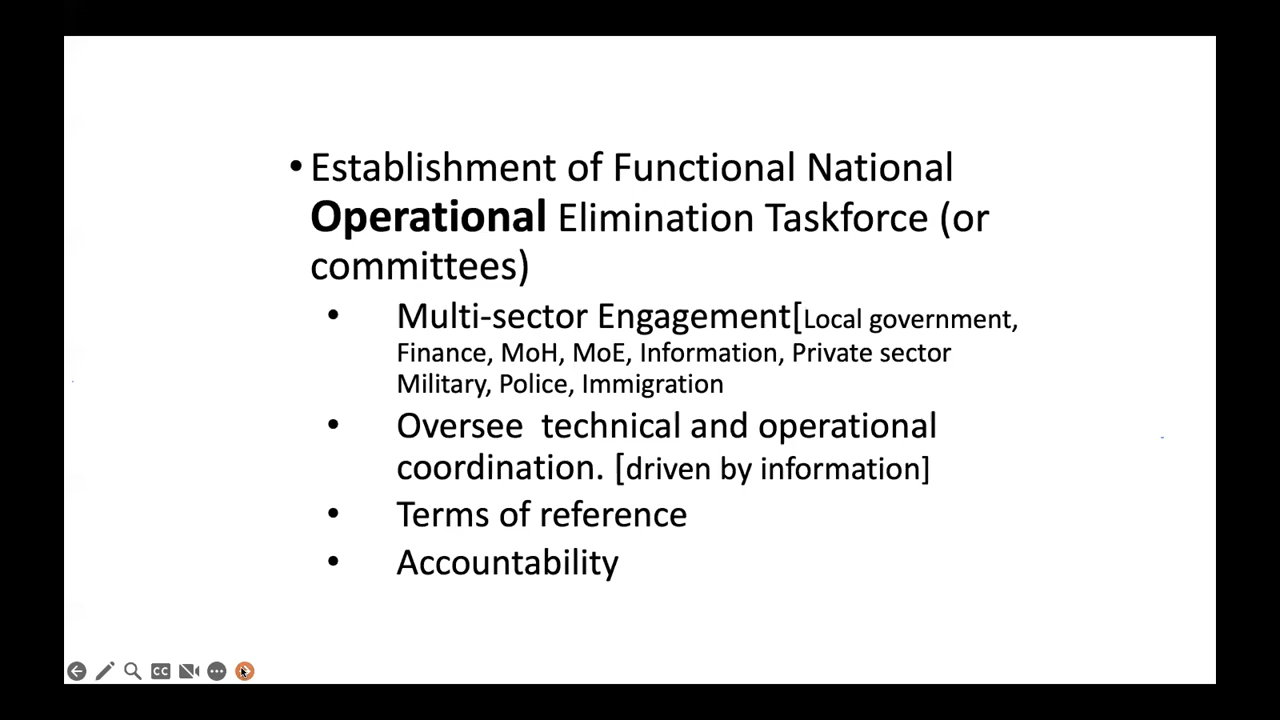 • Establishment of Functional National
Operational Elimination Taskforce (or
committees)
• Multi-sector Engagement[Local government,
Finance, MoH, MoE, Information, Private sector
Military, Police, Immigration
• Oversee  technical and operational
coordination. [driven by information]
• Terms of reference
• Accountability
CC